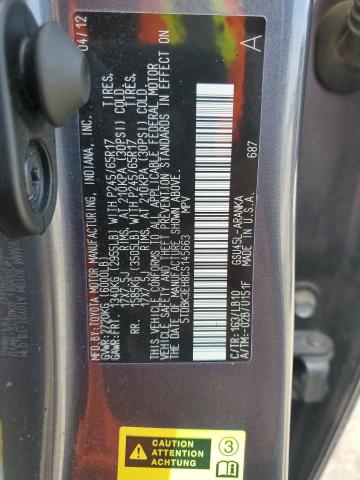 MFD.BY:TOYOTA MOTOR MANUFACTURING, INDIANA, INC. 04/12
GVWR:2720KG (6000LB)
GAWR:FRT. 1340KG (2955LB) WITH P245/65R17 TIRES,
17X7.5J RIMS, AT 210KPA (30PSI) COLD
RR. 1585KG (3505LB) WITH P245/65R17 TIRES,
17X7.5J RIMS, AT 210KPA (30PSI) COLD
THIS VEHICLE CONFORMS TO ALL APPLICABLE FEDERAL MOTOR
VEHICLE SAFETY AND THEFT PREVENTION STANDARDS IN EFFECT
ON THE DATE OF MANUFACTURE SHOWN ABOVE.
5TDBK3EH8CS145663 MPV
A
687
C/TR:1G3/LB10 GSU45L-ARANKA
A/TM:-02B/U151F MADE IN U.S.A.
CAUTION
ATTENTION
ACHTUNG
3